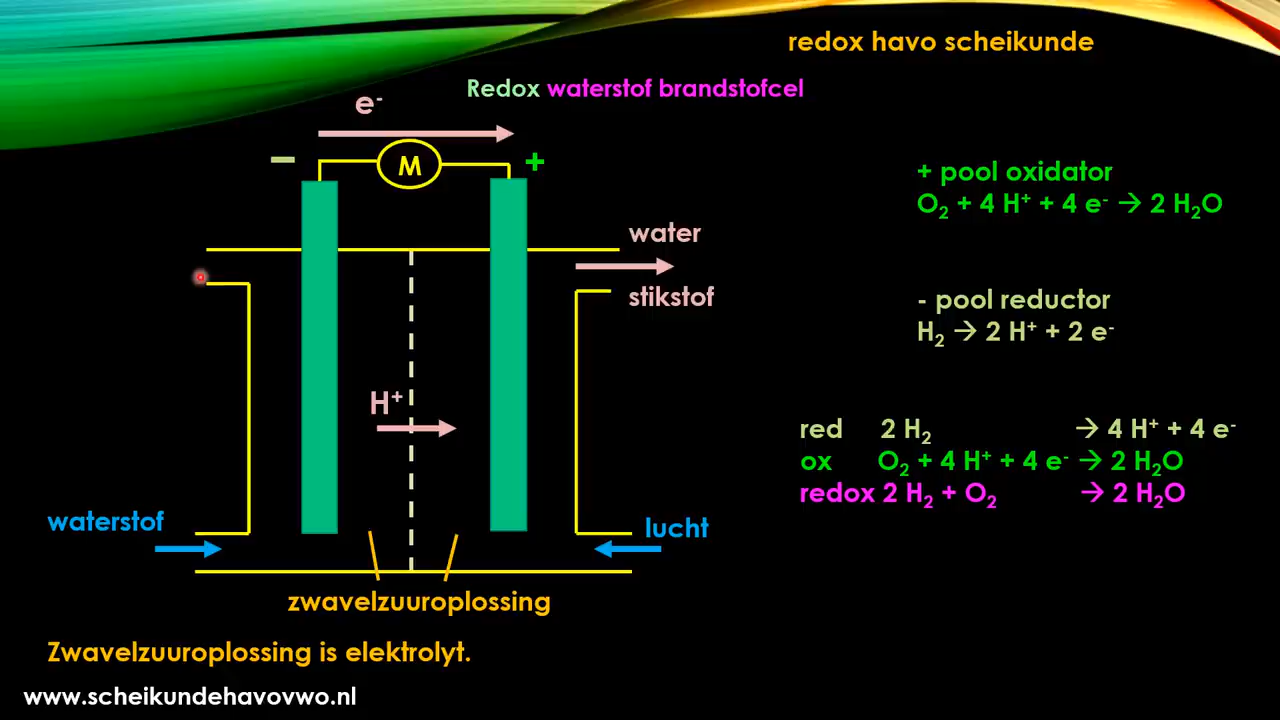 redox havo scheikunde
Redox waterstof brandstofcel
e⁻
– M +
+ pool oxidator
O₂ + 4 H⁺ + 4 e⁻ → 2 H₂O
water
stikstof
- pool reductor
H₂ → 2 H⁺ + 2 e⁻
H⁺
red 2 H₂ → 4 H⁺ + 4 e⁻
ox O₂ + 4 H⁺ + 4 e⁻ → 2 H₂O
redox 2 H₂ + O₂ → 2 H₂O
waterstof
lucht
zwavelzuuroplossing
Zwavelzuuroplossing is elektrolyt.
www.scheikundehavovwo.nl